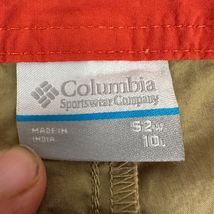 Columbia
Sportswear Company
MADE IN
INDIA
52W
10L